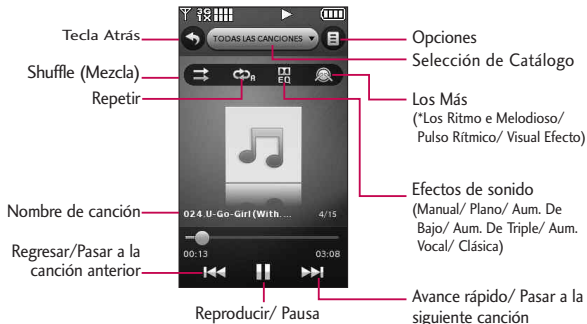 3G
1X
Tecla Atrás
TODAS LAS CANCIONES
Opciones
Selección de Catálogo
Shuffle (Mezcla)
Repetir
A
EQ
Los Más
(*Los Ritmo e Melodioso/
Pulso Rítmico/ Visual Efecto)
Nombre de canción
024.U-Go-Girl (With....
4/15
Efectos de sonido
(Manual/ Plano/ Aum. De
Bajo/ Aum. De Triple/ Aum.
Vocal/ Clásica)
00:13
03:08
Regresar/Pasar a la
canción anterior
Reproducir/ Pausa
Avance rápido/ Pasar a la
siguiente canción